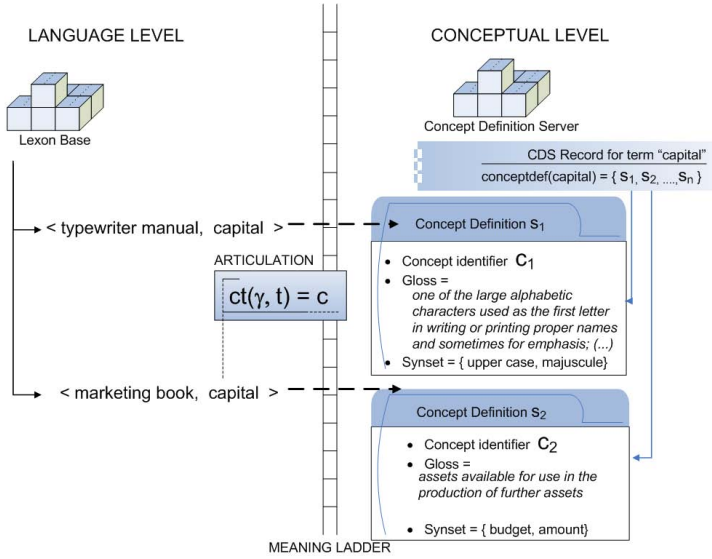 LANGUAGE LEVEL
CONCEPTUAL LEVEL
Lexon Base
Concept Definition Server
CDS Record for term “capital”
conceptdef(capital) = { s1, s2, ...., sn }
< typewriter manual, capital >
Concept Definition s1
ARTICULATION
ct(γ, t) = c
• Concept identifier C1
• Gloss =
one of the large alphabetic
characters used as the first letter
in writing or printing proper names
and sometimes for emphasis; (...)
• Synset = { upper case, majuscule}
< marketing book, capital >
Concept Definition s2
• Concept identifier C2
• Gloss =
assets available for use in the
production of further assets
• Synset = { budget, amount}
MEANING LADDER